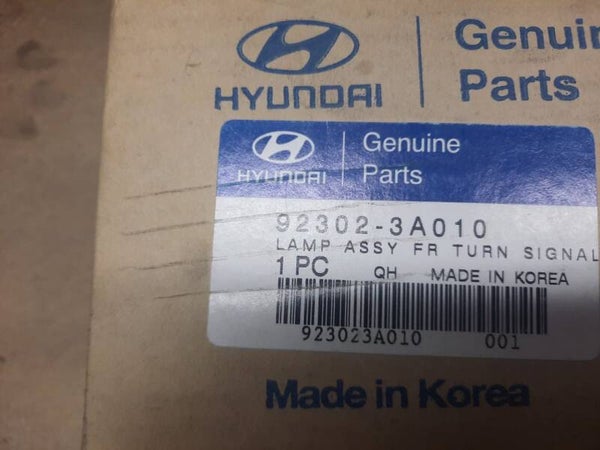 HYUNDAI
Genuin
Parts
HYUNDAI
Genuine
Parts
92302-3A010
LAMP ASSY FR TURN SIGNAL
1 PC QH MADE IN KOREA
923023A010 001
Made in Korea